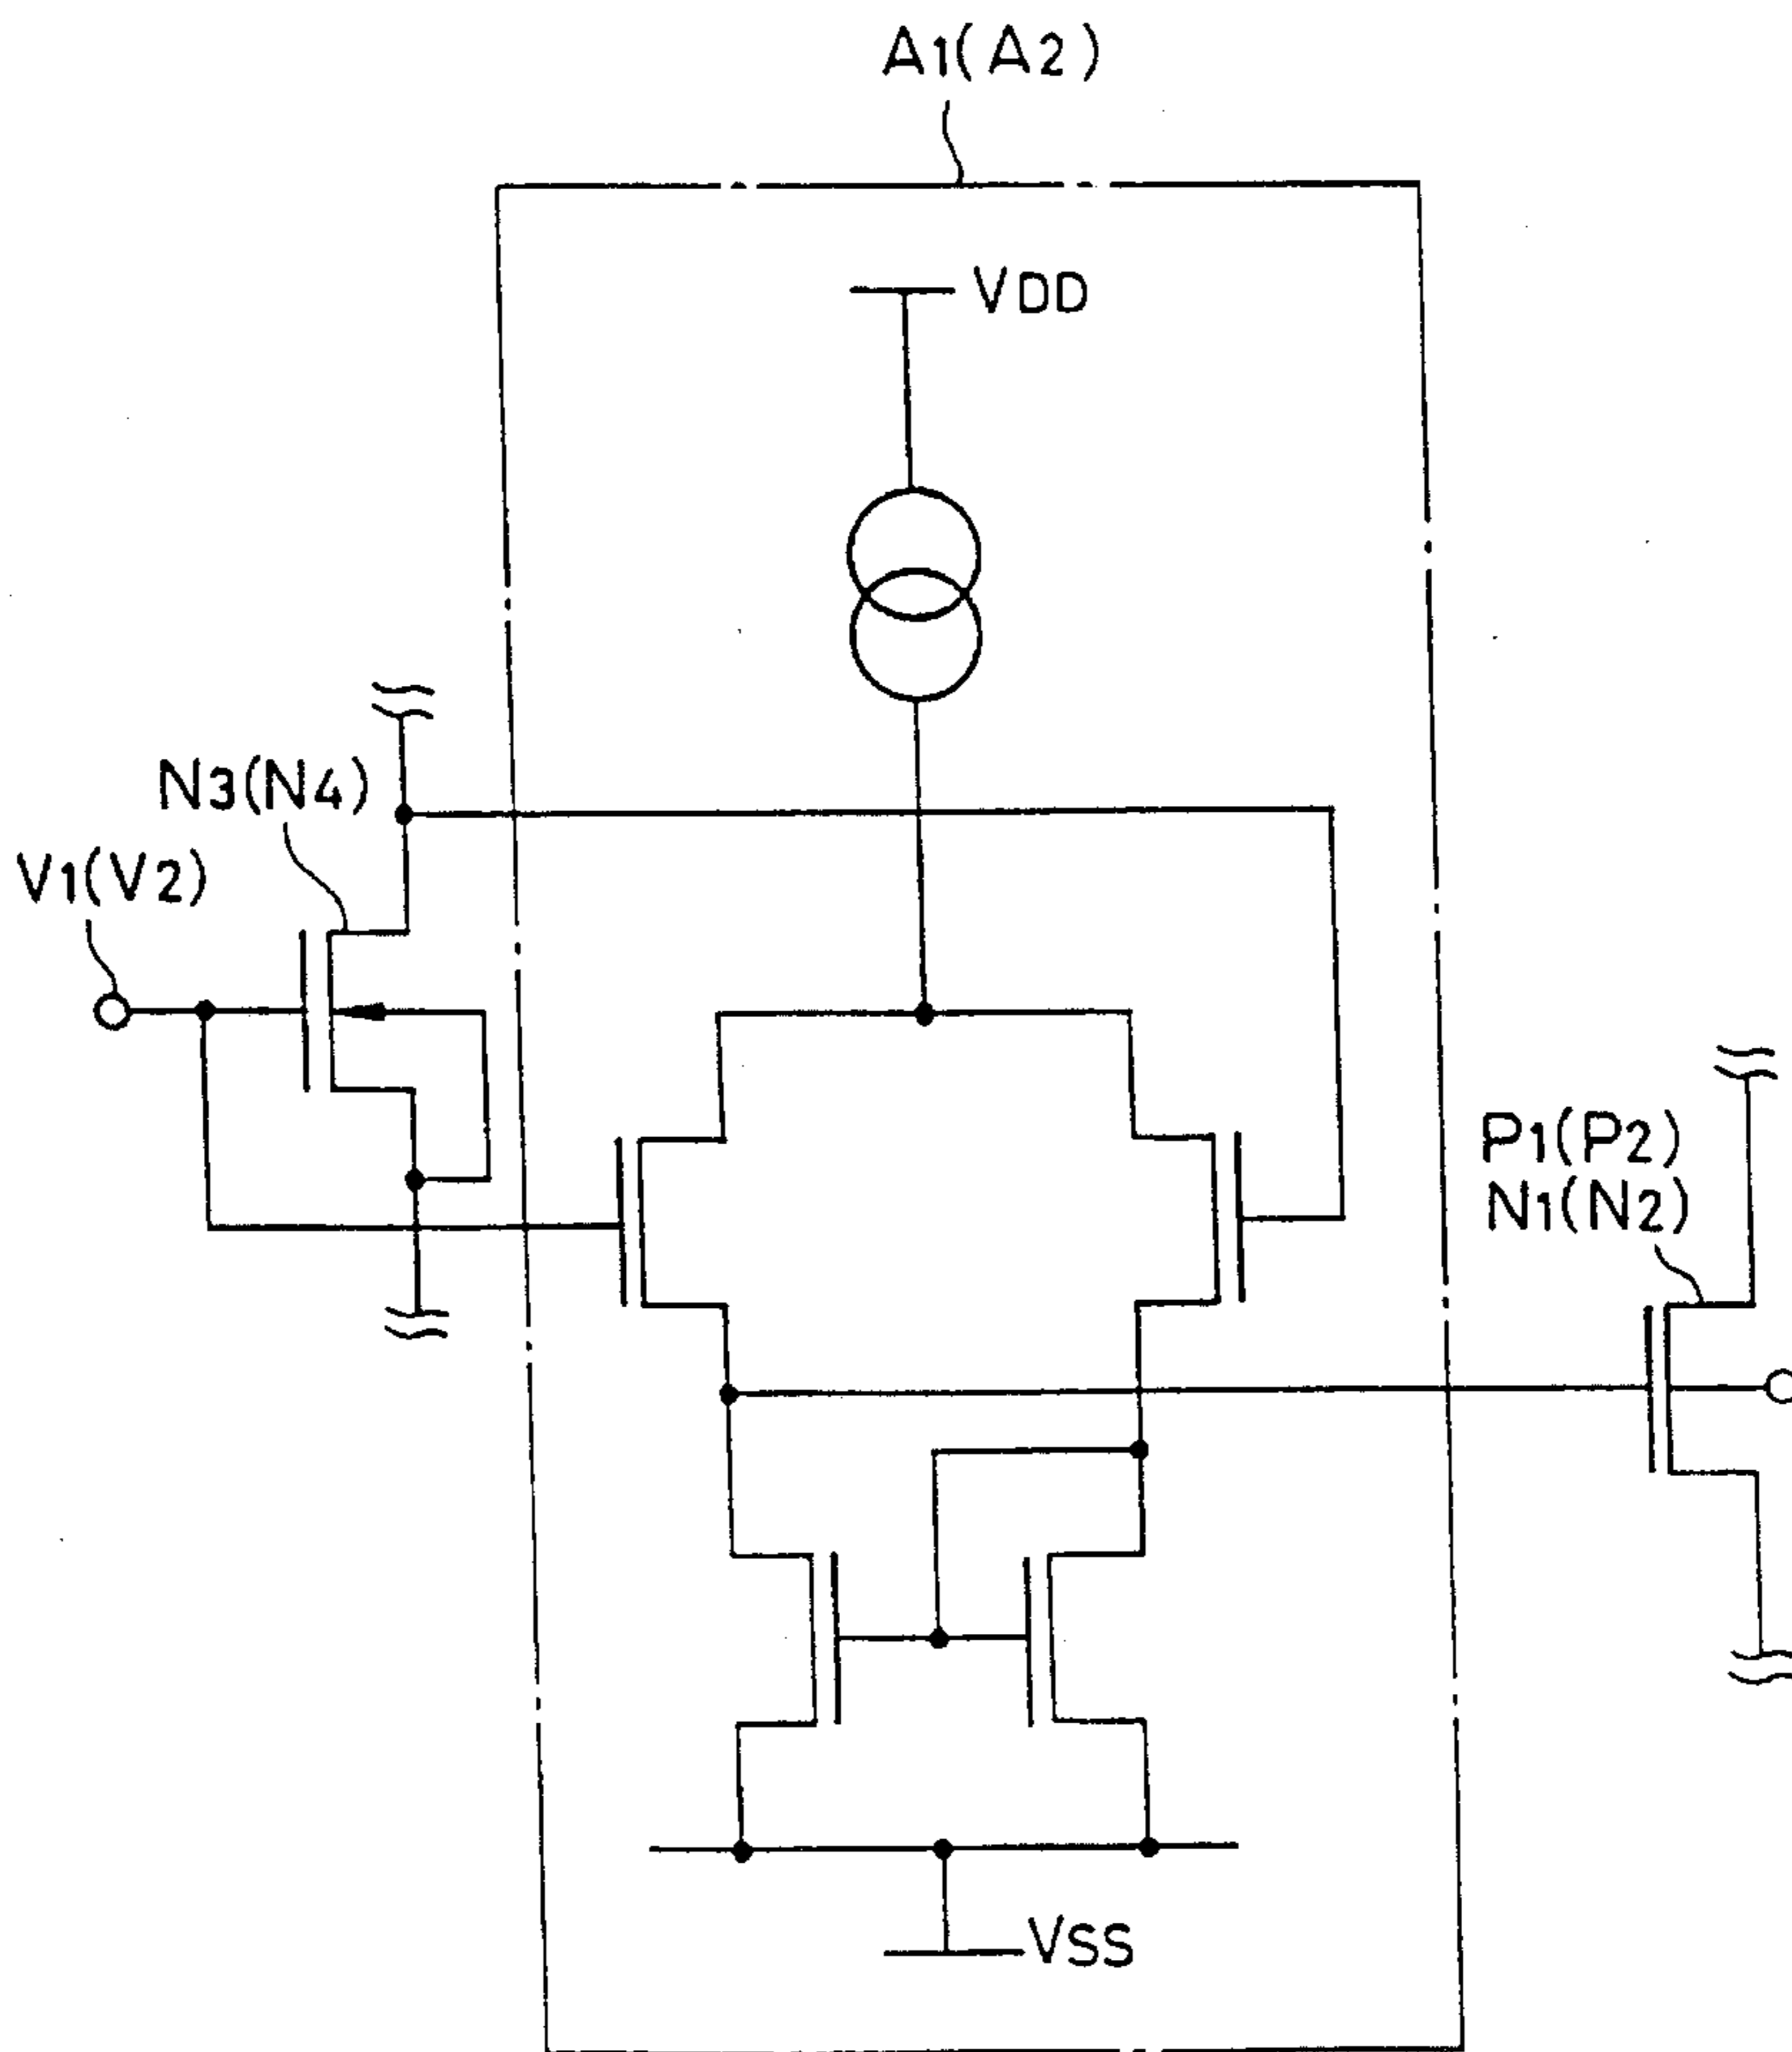 A1(A2)
VDD
N3(N4)
V1(V2)
P1(P2)
N1(N2)
VSS